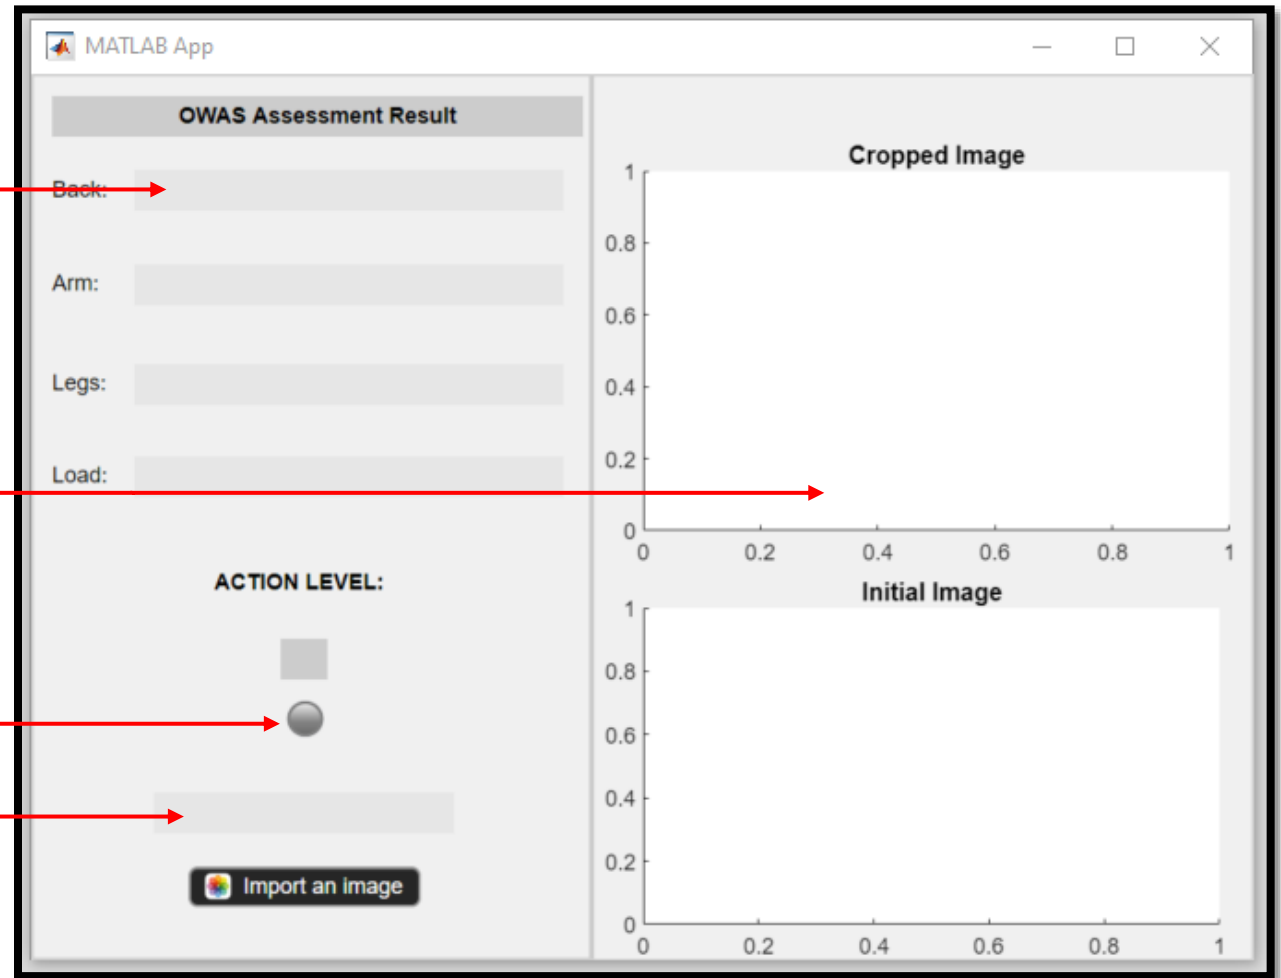 MATLAB App
OWAS Assessment Result
Back:
Arm:
Legs:
Load:
ACTION LEVEL:
Import an image
Cropped Image
1
0.8
0.6
0.4
0.2
0
0 0.2 0.4 0.6 0.8 1
Initial Image
1
0.8
0.6
0.4
0.2
0
0 0.2 0.4 0.6 0.8 1